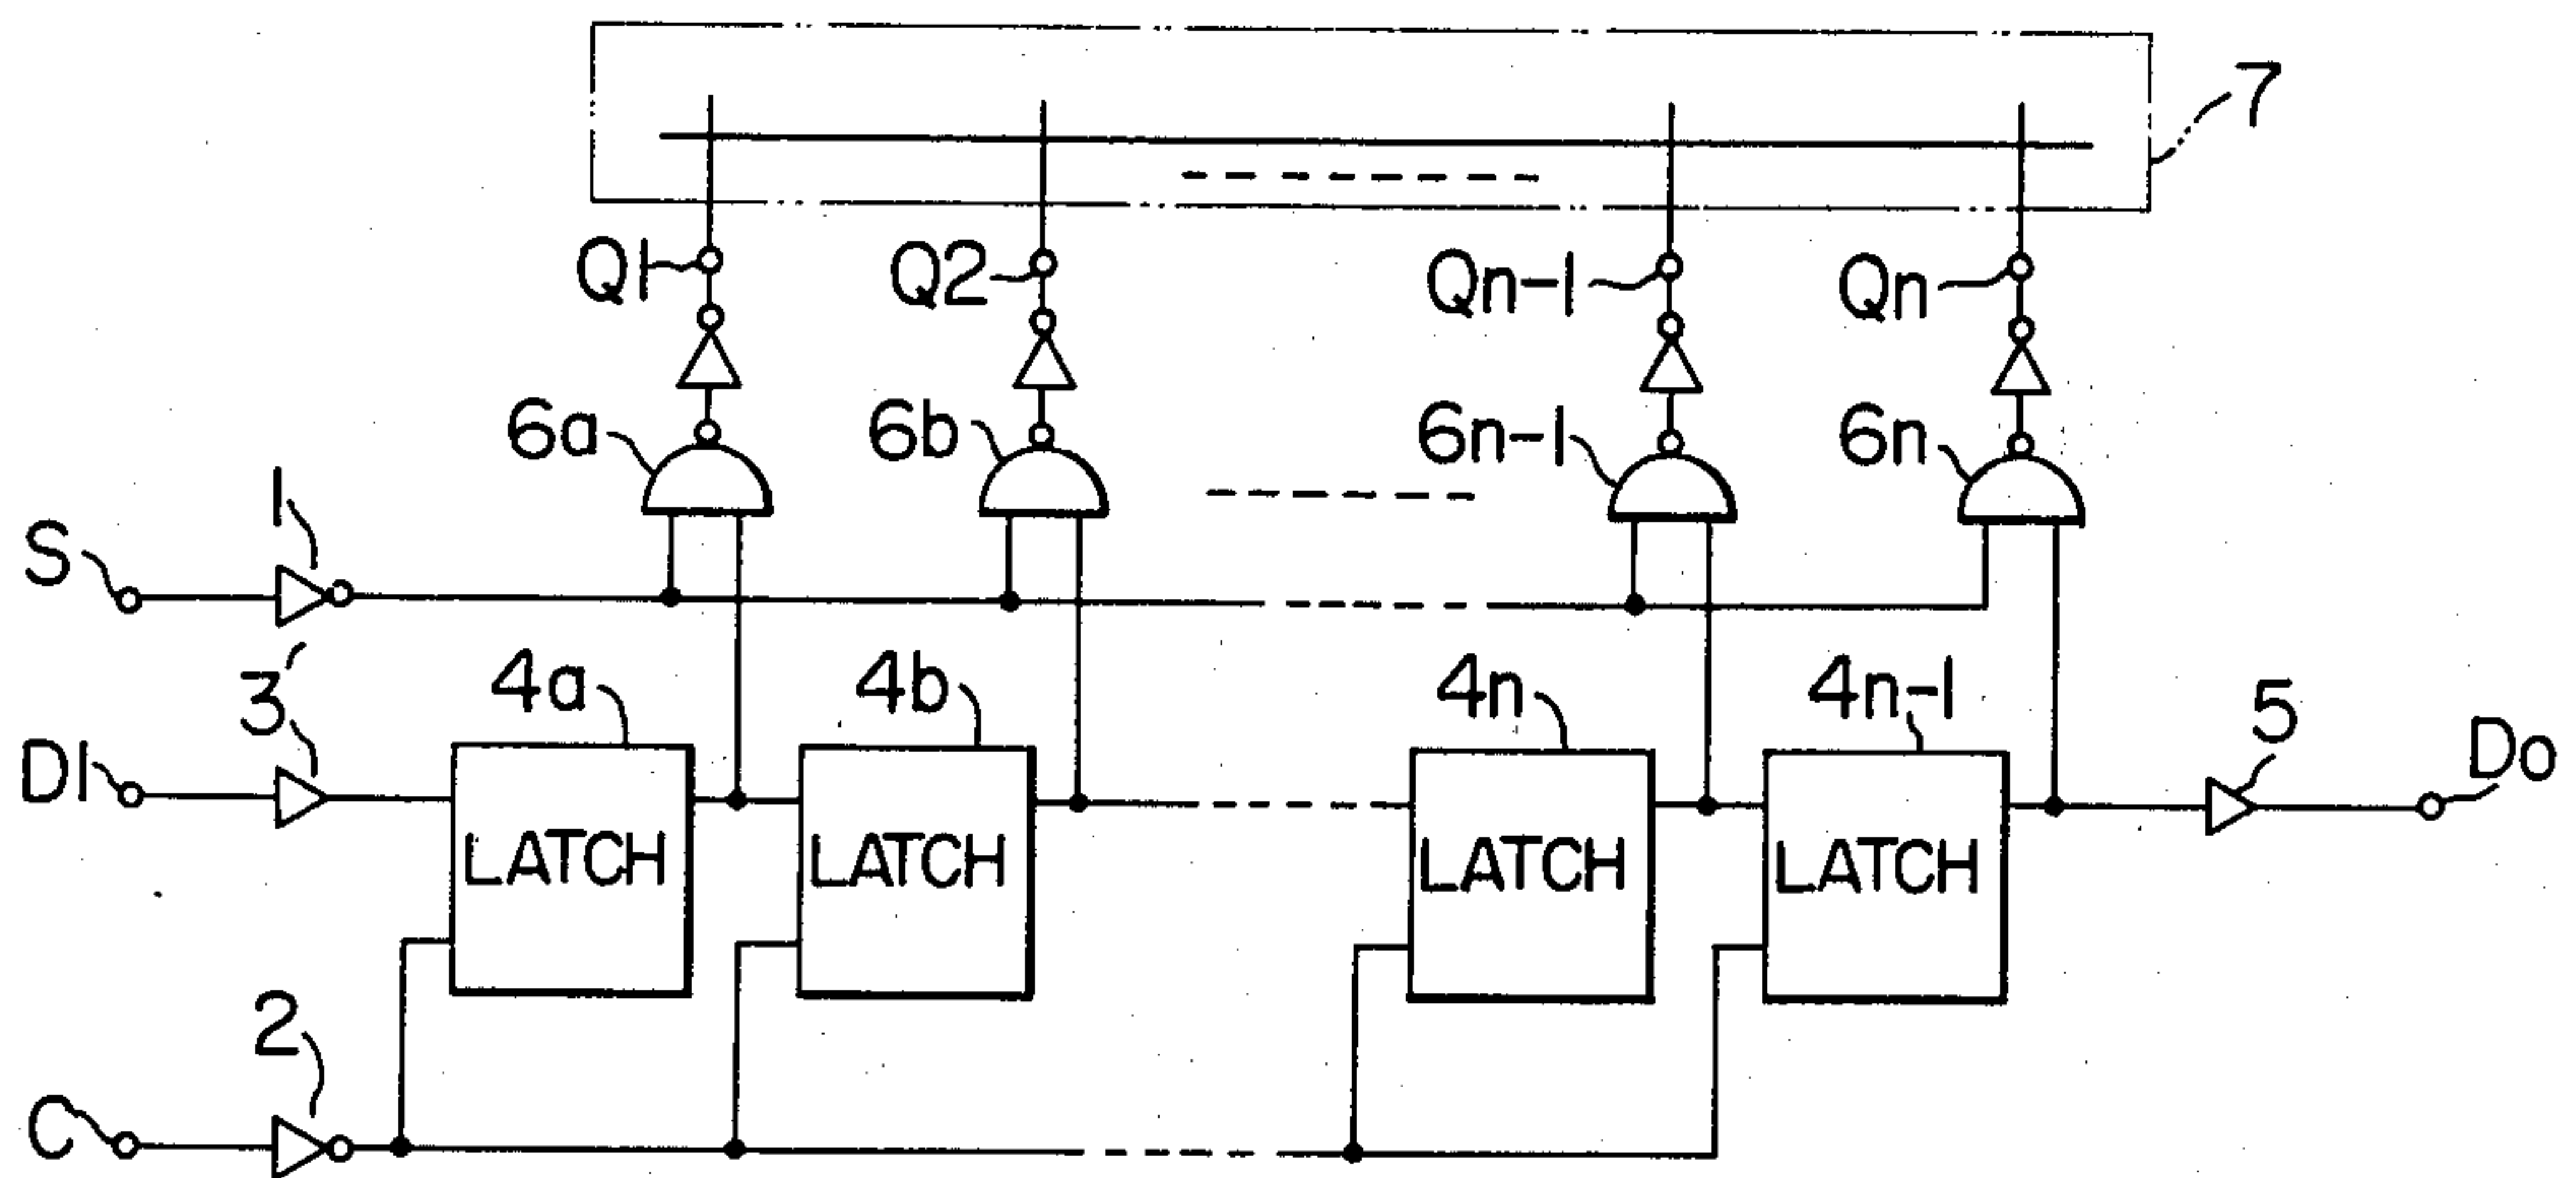 7
Q1 Q2 Qn-1 Qn
6a 6b 6n-1 6n
S 1
3 4a 4b 4n 4n-1 5
D1 Do
LATCH LATCH LATCH LATCH
2
C